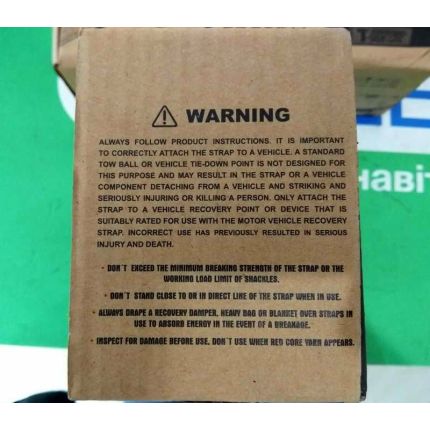 WARNING
ALWAYS FOLLOW PRODUCT INSTRUCTIONS. IT IS IMPORTANT
TO CORRECTLY ATTACH THE STRAP TO A VEHICLE. A STANDARD
TOW BALL OR VEHICLE TIE-DOWN POINT IS NOT DESIGNED FOR
THIS PURPOSE AND MAY RESULT IN THE STRAP OR A VEHICLE
COMPONENT DETACHING FROM A VEHICLE AND STRIKING AND
SERIOUSLY INJURING OR KILLING A PERSON. ONLY ATTACH THE
STRAP TO A VEHICLE RECOVERY POINT OR DEVICE THAT IS
SUITABLY RATED FOR USE WITH THE MOTOR VEHICLE RECOVERY
STRAP. INCORRECT USE HAS PREVIOUSLY RESULTED IN SERIOUS
INJURY AND DEATH.
· DON'T EXCEED THE MINIMUM BREAKING STRENGTH OF THE STRAP OR THE
WORKING LOAD LIMIT OF SHACKLES.
· DON'T STAND CLOSE TO OR IN DIRECT LINE OF THE STRAP WHEN IN USE.
· ALWAYS DRAPE A RECOVERY DAMPER, HEAVY BAG OR BLANKET OVER STRAPS IN
USE TO ABSORB ENERGY IN THE EVENT OF A BREANAGE.
· INSPECT FOR DAMAGE BEFORE USE. DON'T USE WHEN RED CORE YARN APPEARS.